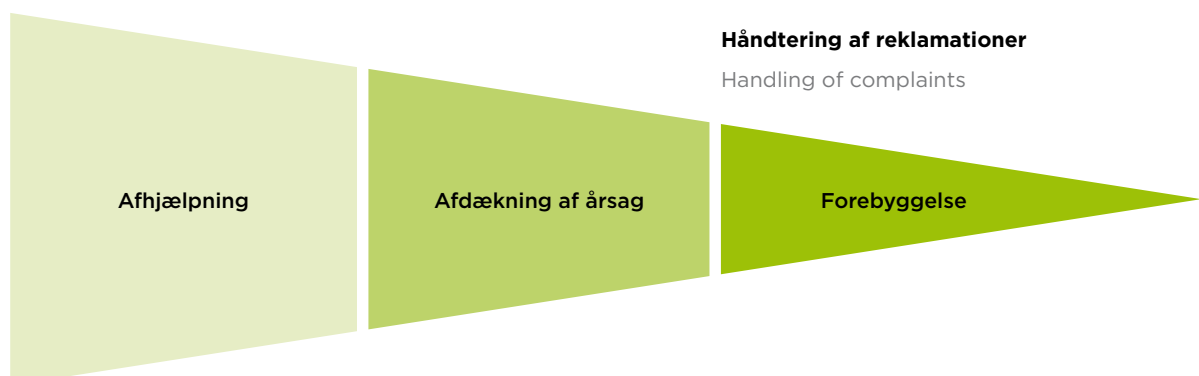 Håndtering af reklamationer
Handling of complaints
Afhjælpning
Afdækning af årsag
Forebyggelse